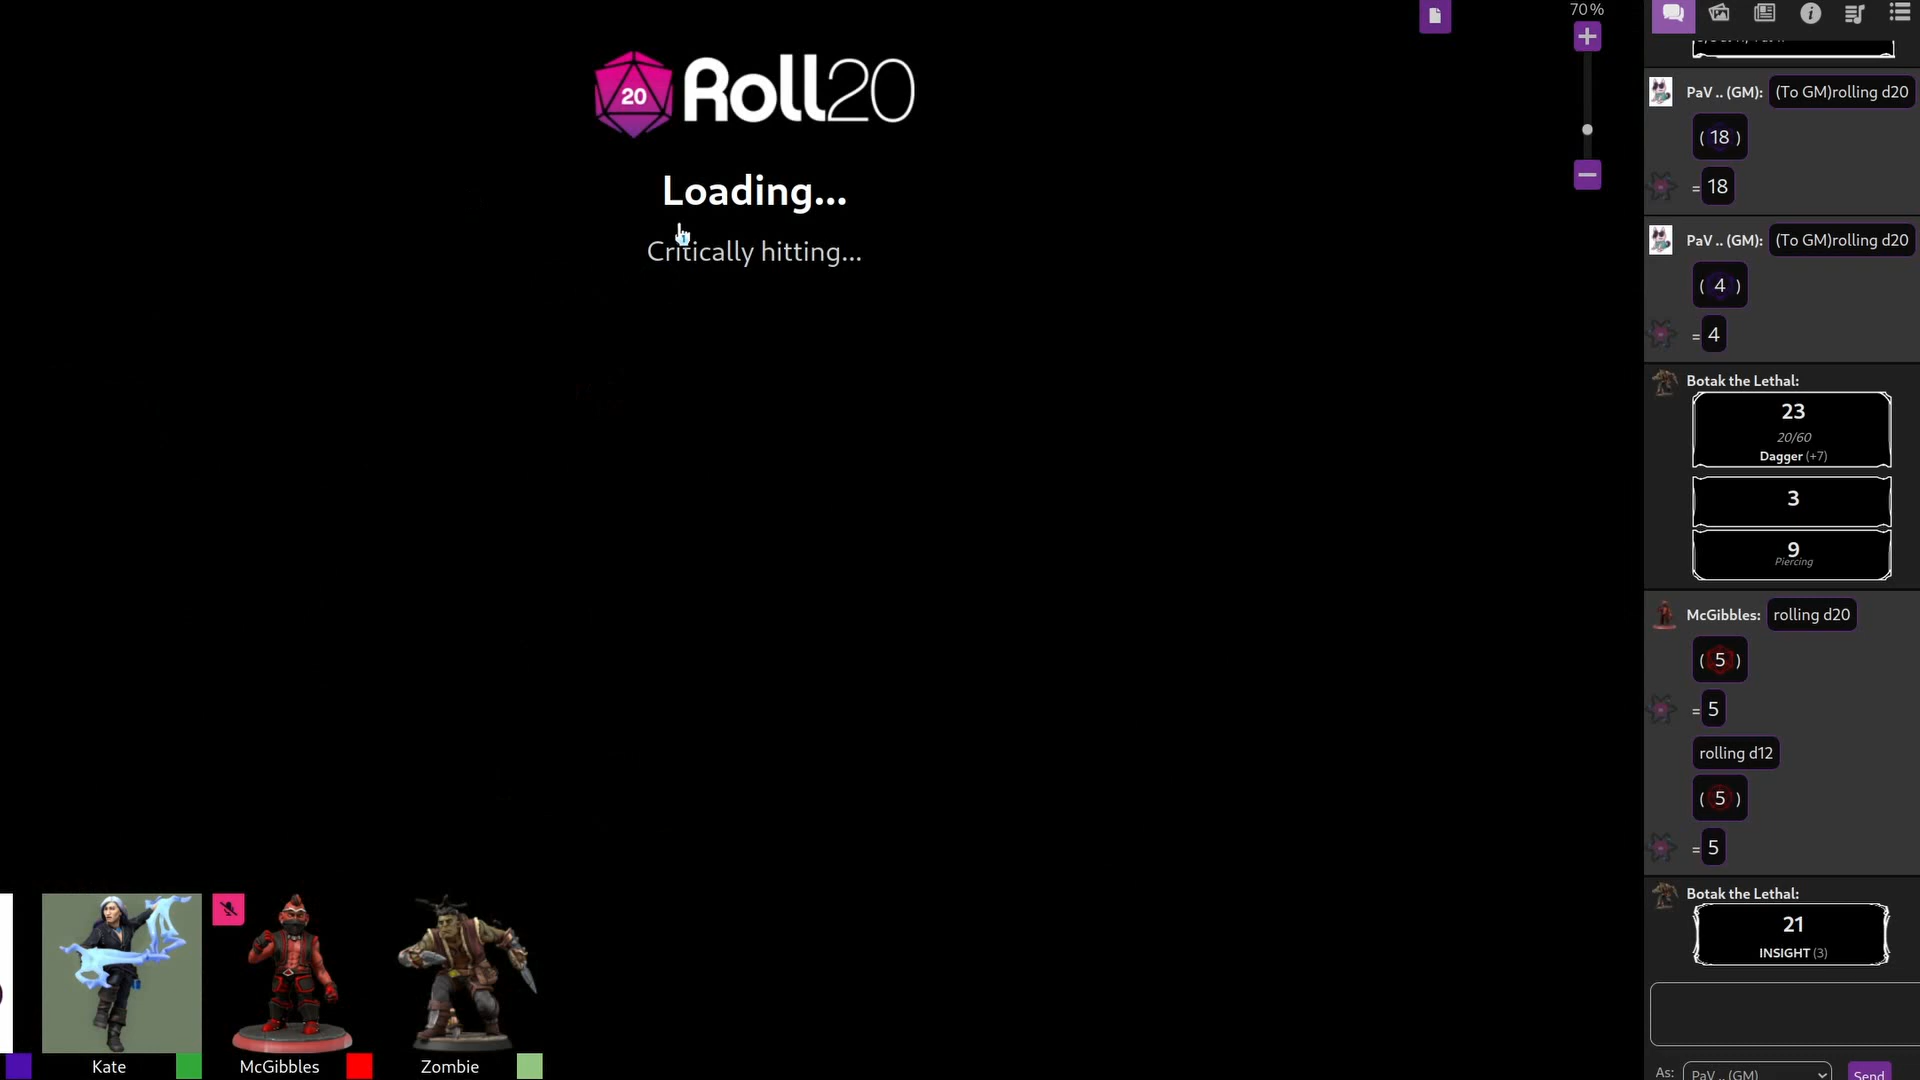 70%
20
Roll20
Loading...
Critically hitting...
PaV .. (GM): (To GM)rolling d20
( 18 )
=18
PaV .. (GM): (To GM)rolling d20
( 4 )
=4
Botak the Lethal:
23
20/60
Dagger (+7)
3
9
Piercing
McGibbles: rolling d20
( 5 )
=5
rolling d12
( 5 )
=5
Botak the Lethal:
21
INSIGHT (3)
As: PaV .. (GM) Send
Kate
McGibbles
Zombie